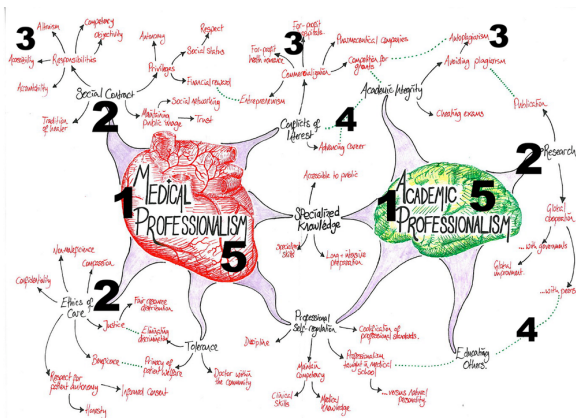 3
Altruism
Competency
objectivity
Accessibility
Responsibilities
Accountability
Tradition
of healer
Social Contract
2
Autonomy
Respect
Social status
Privileges
Financial reward
Social networking
Maintaining
public image
Trust
Entrepreneurism
For-profit
hospitals
3
For-profit
health insurance
Pharmaceutical companies
Commercialization
Competition for
grants
Conflicts of
Interest
4
Advancing career
Academic Integrity
Autoplagiarism
3
Avoiding plagiarism
Cheating exams
Publication
2
Research
Global
cooperation
...with governments
Global
improvement
...with peers
4
1
MEDICAL
PROFESSIONALISM
5
Accessible to public
Specialized
Knowledge
Specialized
skills
Long + intensive
preparation
1
ACADEMIC
PROFESSIONALISM
5
Nonmaleficence
Compassion
Confidentiality
2
Ethics of
Care
Fair resource
distribution
Justice
Eliminating
discrimination
Beneficence
Primacy of
patient welfare
Respect for
patient autonomy
Informed Consent
Honesty
Tolerance
Doctor within
the community
Professional
Self-regulation
Discipline
Maintain
competency
Clinical
skills
Medical
Knowledge
Codification of
professional standards
Professionalism
taught in medical
school
...versus natural
personality
Educating
Others